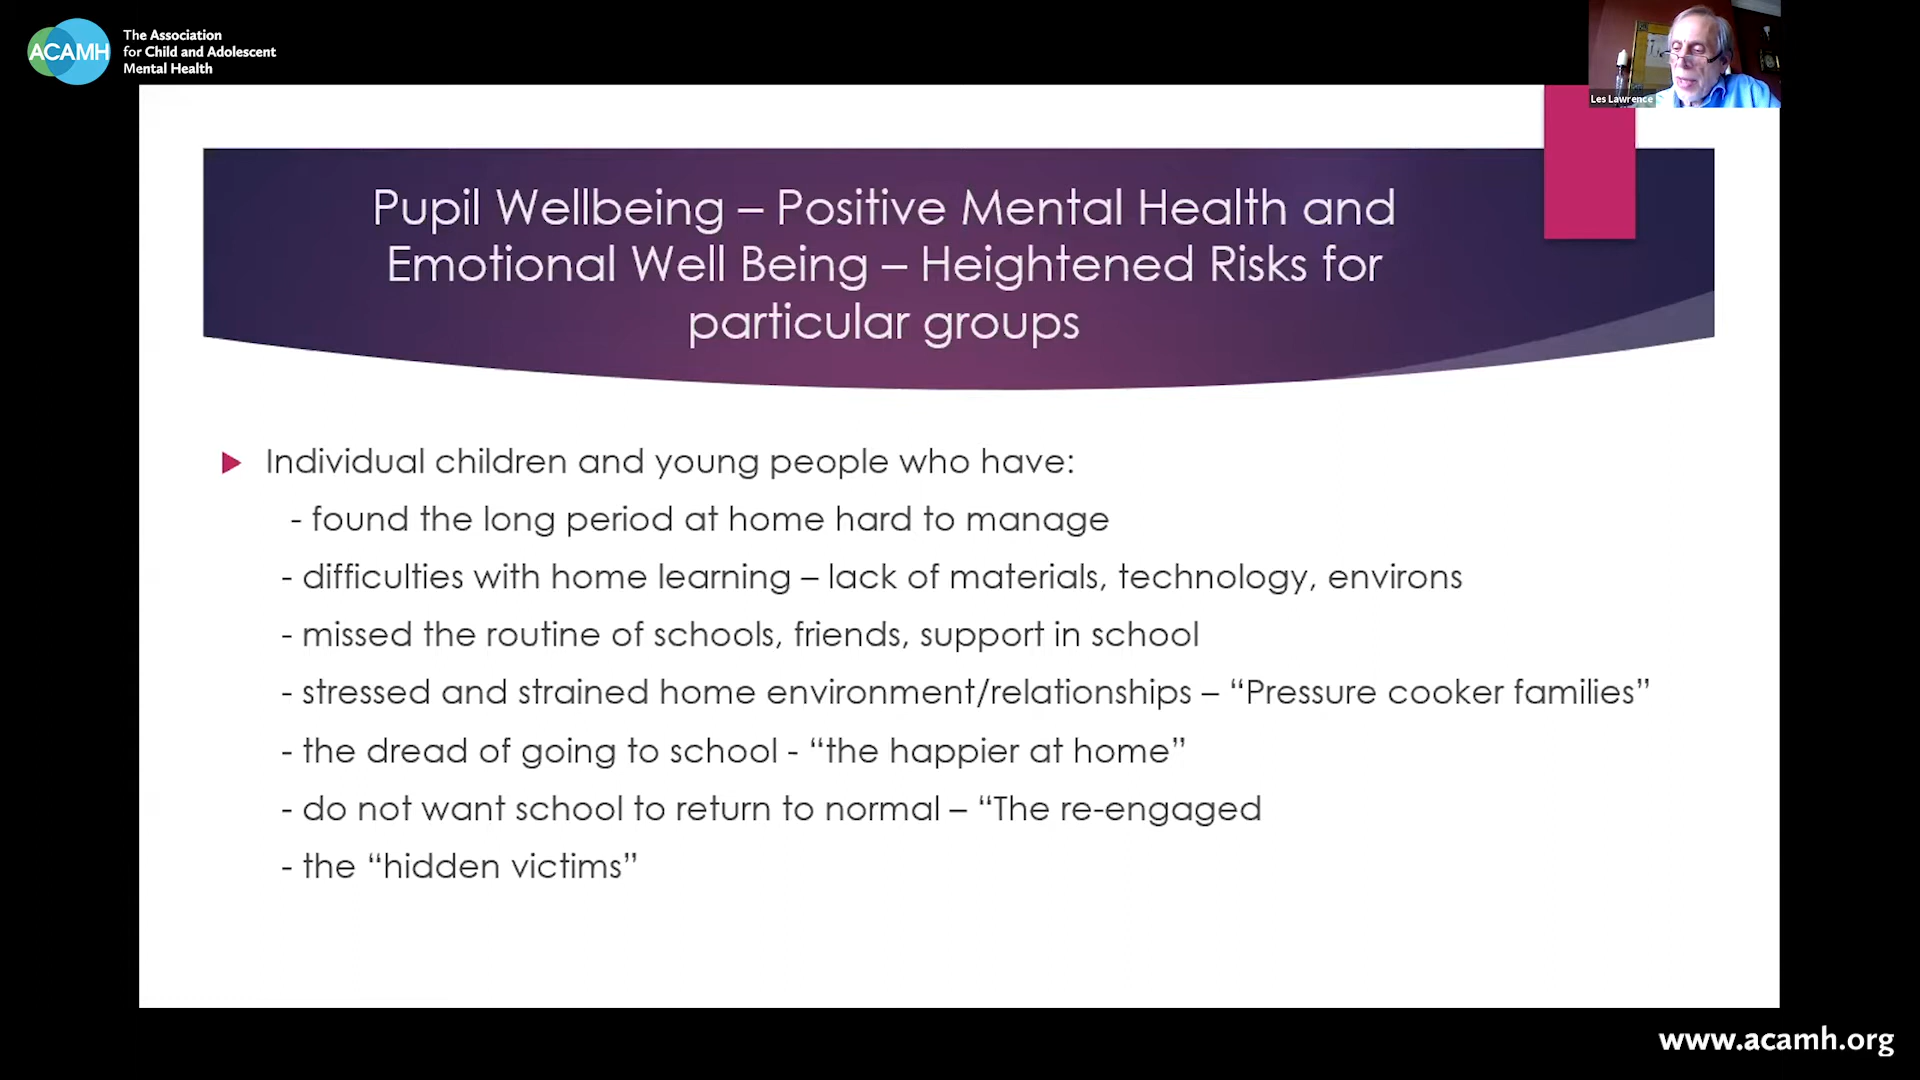 ACAMH
The Association
for Child and Adolescent
Mental Health
Les Lawrence
Pupil Wellbeing – Positive Mental Health and
Emotional Well Being – Heightened Risks for
particular groups
Individual children and young people who have:
- found the long period at home hard to manage
- difficulties with home learning – lack of materials, technology, environs
- missed the routine of schools, friends, support in school
- stressed and strained home environment/relationships – “Pressure cooker families”
- the dread of going to school - “the happier at home”
- do not want school to return to normal – “The re-engaged
- the “hidden victims”
www.acamh.org